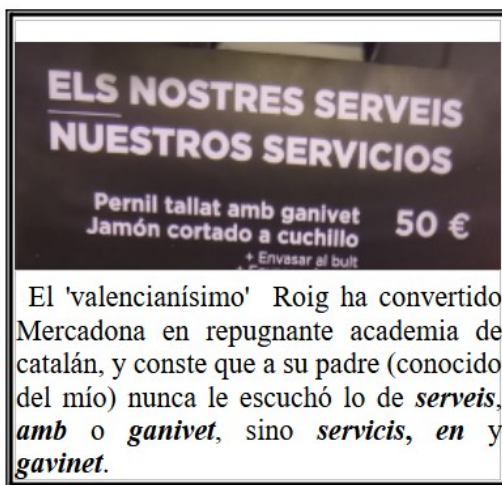 ELS NOSTRES SERVEIS
NUESTROS SERVICIOS
Pernil tallat amb ganivet
Jamón cortado a cuchillo
50 €
+ Envasar al buit
El 'valencianísimo' Roig ha convertido
Mercadona en repugnante academia de
catalán, y conste que a su padre (conocido
del mío) nunca le escuchó lo de serveis,
amb o ganivet, sino servicis, en y
gavinet.